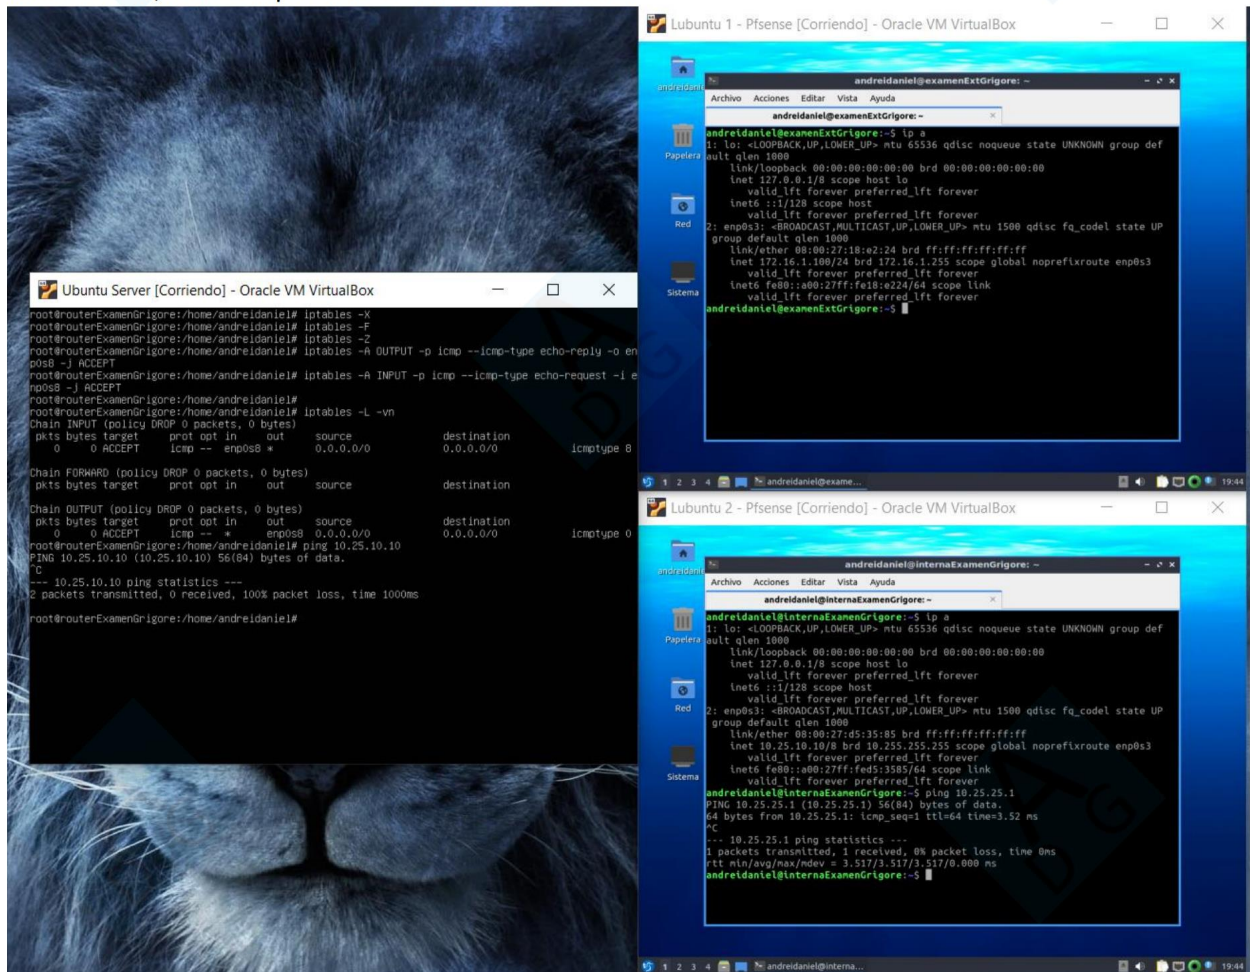 Ubuntu Server [Corriendo] - Oracle VM VirtualBox
root@routerExamenGrigore:/home/andreidaniel# iptables -X
root@routerExamenGrigore:/home/andreidaniel# iptables -F
root@routerExamenGrigore:/home/andreidaniel# iptables -Z
root@routerExamenGrigore:/home/andreidaniel# iptables -A OUTPUT -p icmp --icmp-type echo-reply -o en
p0s8 -j ACCEPT
root@routerExamenGrigore:/home/andreidaniel# iptables -A INPUT -p icmp --icmp-type echo-request -i e
np0s8 -j ACCEPT
root@routerExamenGrigore:/home/andreidaniel#
root@routerExamenGrigore:/home/andreidaniel# iptables -L -vn
Chain INPUT (policy DROP 0 packets, 0 bytes)
pkts bytes target prot opt in out source destination
0 0 ACCEPT icmp -- enp0s8 * 0.0.0.0/0 0.0.0.0/0 icmptype 8
Chain FORWARD (policy DROP 0 packets, 0 bytes)
pkts bytes target prot opt in out source destination
Chain OUTPUT (policy DROP 0 packets, 0 bytes)
pkts bytes target prot opt in out source destination
0 0 ACCEPT icmp -- * enp0s8 0.0.0.0/0 0.0.0.0/0 icmptype 0
root@routerExamenGrigore:/home/andreidaniel# ping 10.25.10.10
PING 10.25.10.10 (10.25.10.10) 56(84) bytes of data.
^C
--- 10.25.10.10 ping statistics ---
2 packets transmitted, 0 received, 100% packet loss, time 1000ms
root@routerExamenGrigore:/home/andreidaniel#
Lubuntu 1 - Pfsense [Corriendo] - Oracle VM VirtualBox
andreidani
Papelera
Red
Sistema
andreidaniel@examenExtGrigore: ~
Archivo Acciones Editar Vista Ayuda
andreidaniel@examenExtGrigore: ~ ×
andreidaniel@examenExtGrigore:~$ ip a
1: lo: <LOOPBACK,UP,LOWER_UP> mtu 65536 qdisc noqueue state UNKNOWN group def
ault qlen 1000
link/loopback 00:00:00:00:00:00 brd 00:00:00:00:00:00
inet 127.0.0.1/8 scope host lo
valid_lft forever preferred_lft forever
inet6 ::1/128 scope host
valid_lft forever preferred_lft forever
2: enp0s3: <BROADCAST,MULTICAST,UP,LOWER_UP> mtu 1500 qdisc fq_codel state UP
group default qlen 1000
link/ether 08:00:27:18:e2:24 brd ff:ff:ff:ff:ff:ff
inet 172.16.1.100/24 brd 172.16.1.255 scope global noprefixroute enp0s3
valid_lft forever preferred_lft forever
inet6 fe80::a00:27ff:fe18:e224/64 scope link
valid_lft forever preferred_lft forever
andreidaniel@examenExtGrigore:~$
1 2 3 4 andreidaniel@exame... 19:44
Lubuntu 2 - Pfsense [Corriendo] - Oracle VM VirtualBox
andreidani
Papelera
Red
Sistema
andreidaniel@internaExamenGrigore: ~
Archivo Acciones Editar Vista Ayuda
andreidaniel@internaExamenGrigore: ~ ×
andreidaniel@internaExamenGrigore:~$ ip a
1: lo: <LOOPBACK,UP,LOWER_UP> mtu 65536 qdisc noqueue state UNKNOWN group def
ault qlen 1000
link/loopback 00:00:00:00:00:00 brd 00:00:00:00:00:00
inet 127.0.0.1/8 scope host lo
valid_lft forever preferred_lft forever
inet6 ::1/128 scope host
valid_lft forever preferred_lft forever
2: enp0s3: <BROADCAST,MULTICAST,UP,LOWER_UP> mtu 1500 qdisc fq_codel state UP
group default qlen 1000
link/ether 08:00:27:d5:35:85 brd ff:ff:ff:ff:ff:ff
inet 10.25.10.10/8 brd 10.255.255.255 scope global noprefixroute enp0s3
valid_lft forever preferred_lft forever
inet6 fe80::a00:27ff:fed5:3585/64 scope link
valid_lft forever preferred_lft forever
andreidaniel@internaExamenGrigore:~$ ping 10.25.25.1
PING 10.25.25.1 (10.25.25.1) 56(84) bytes of data.
64 bytes from 10.25.25.1: icmp_seq=1 ttl=64 time=3.52 ms
^C
--- 10.25.25.1 ping statistics ---
1 packets transmitted, 1 received, 0% packet loss, time 0ms
rtt min/avg/max/mdev = 3.517/3.517/3.517/0.000 ms
andreidaniel@internaExamenGrigore:~$
1 2 3 4 andreidaniel@interna... 19:44